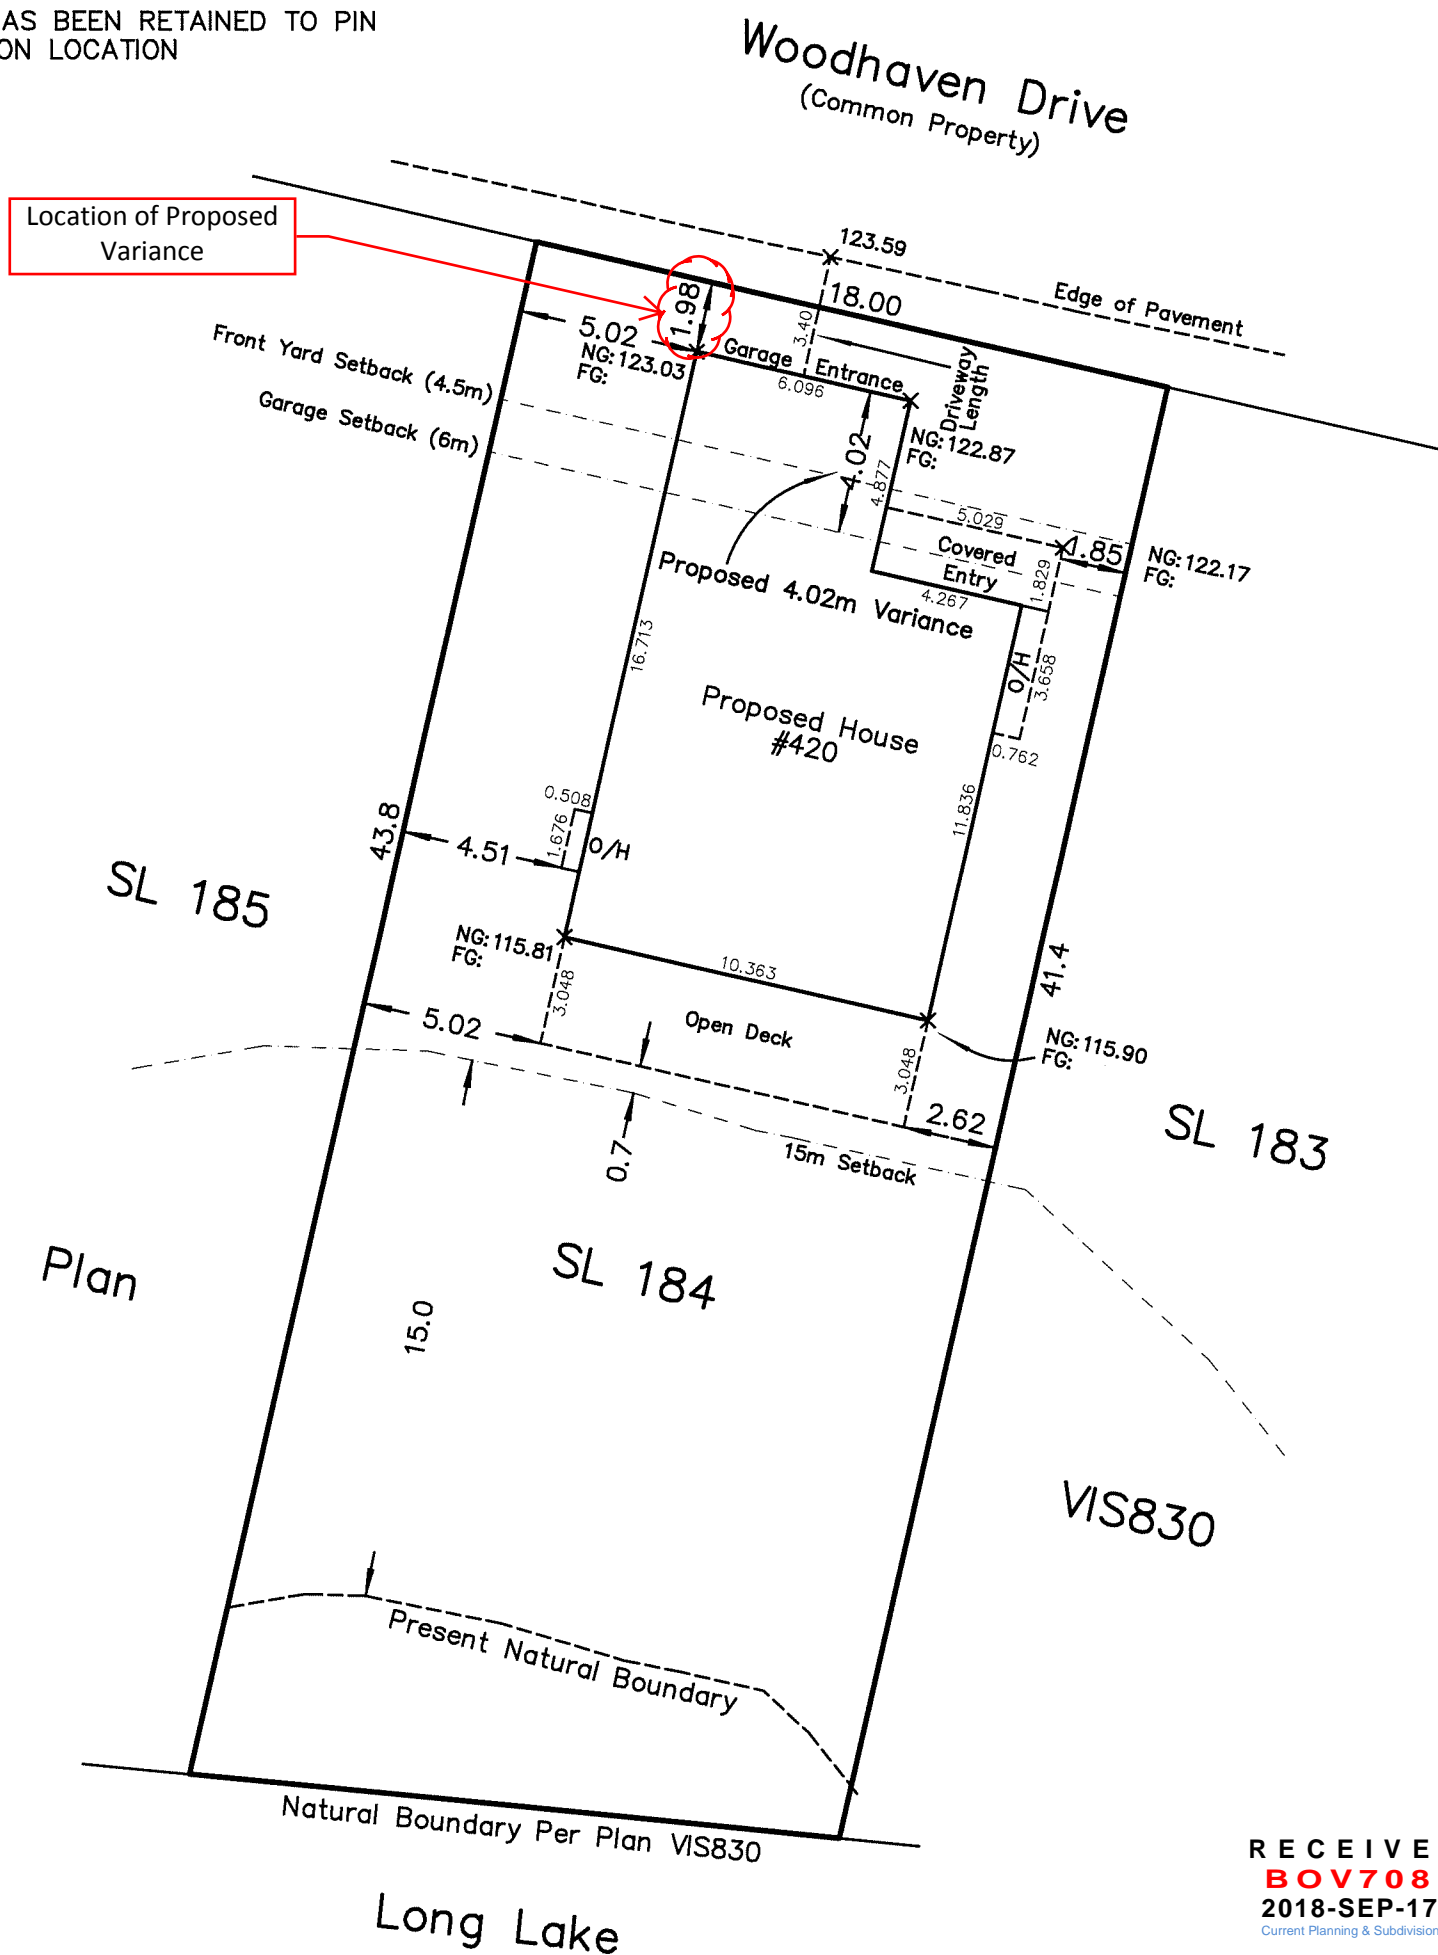 AS BEEN RETAINED TO PIN
ON LOCATION
Woodhaven Drive
(Common Property)
Location of Proposed
Variance
123.59
18.00
Edge of Pavement
1.98
5.02
NG: 123.03
FG:
3.40
Garage Entrance
6.096
Driveway
Length
Front Yard Setback (4.5m)
Garage Setback (6m)
NG: 122.87
FG:
4.02
4.877
5.029
Covered
Entry
1.85
NG: 122.17
FG:
1.829
4.267
Proposed 4.02m Variance
16.713
O/H
3.658
Proposed House
#420
0.762
0.508
1.676
O/H
11.836
43.8
4.51
SL 185
NG: 115.81
FG:
10.363
41.4
3.048
5.02
Open Deck
NG: 115.90
FG:
3.048
2.62
SL 183
0.7
15m Setback
Plan
SL 184
15.0
VIS830
Present Natural Boundary
Natural Boundary Per Plan VIS830
Long Lake
RECEIVE
BOV708
2018-SEP-17
Current Planning & Subdivision